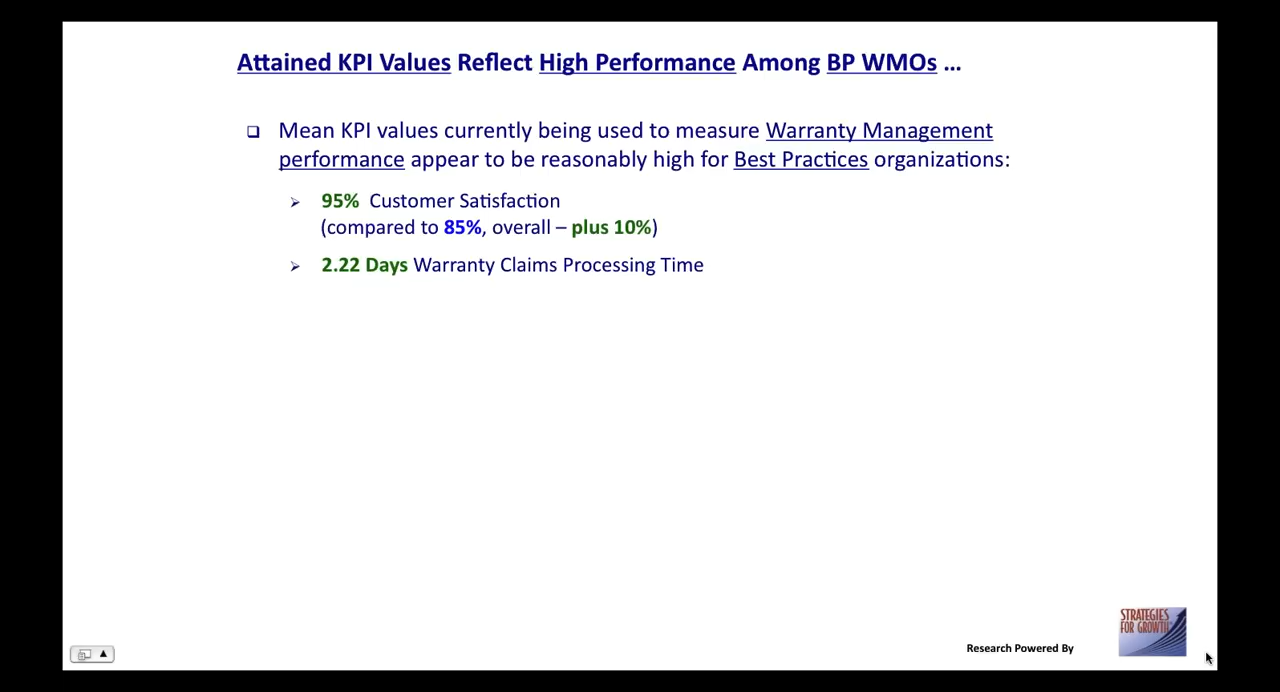 Attained KPI Values Reflect High Performance Among BP WMOs ...
Mean KPI values currently being used to measure Warranty Management
performance appear to be reasonably high for Best Practices organizations:
95% Customer Satisfaction
(compared to 85%, overall – plus 10%)
2.22 Days Warranty Claims Processing Time
Research Powered By
STRATEGIES
FOR GROWTH